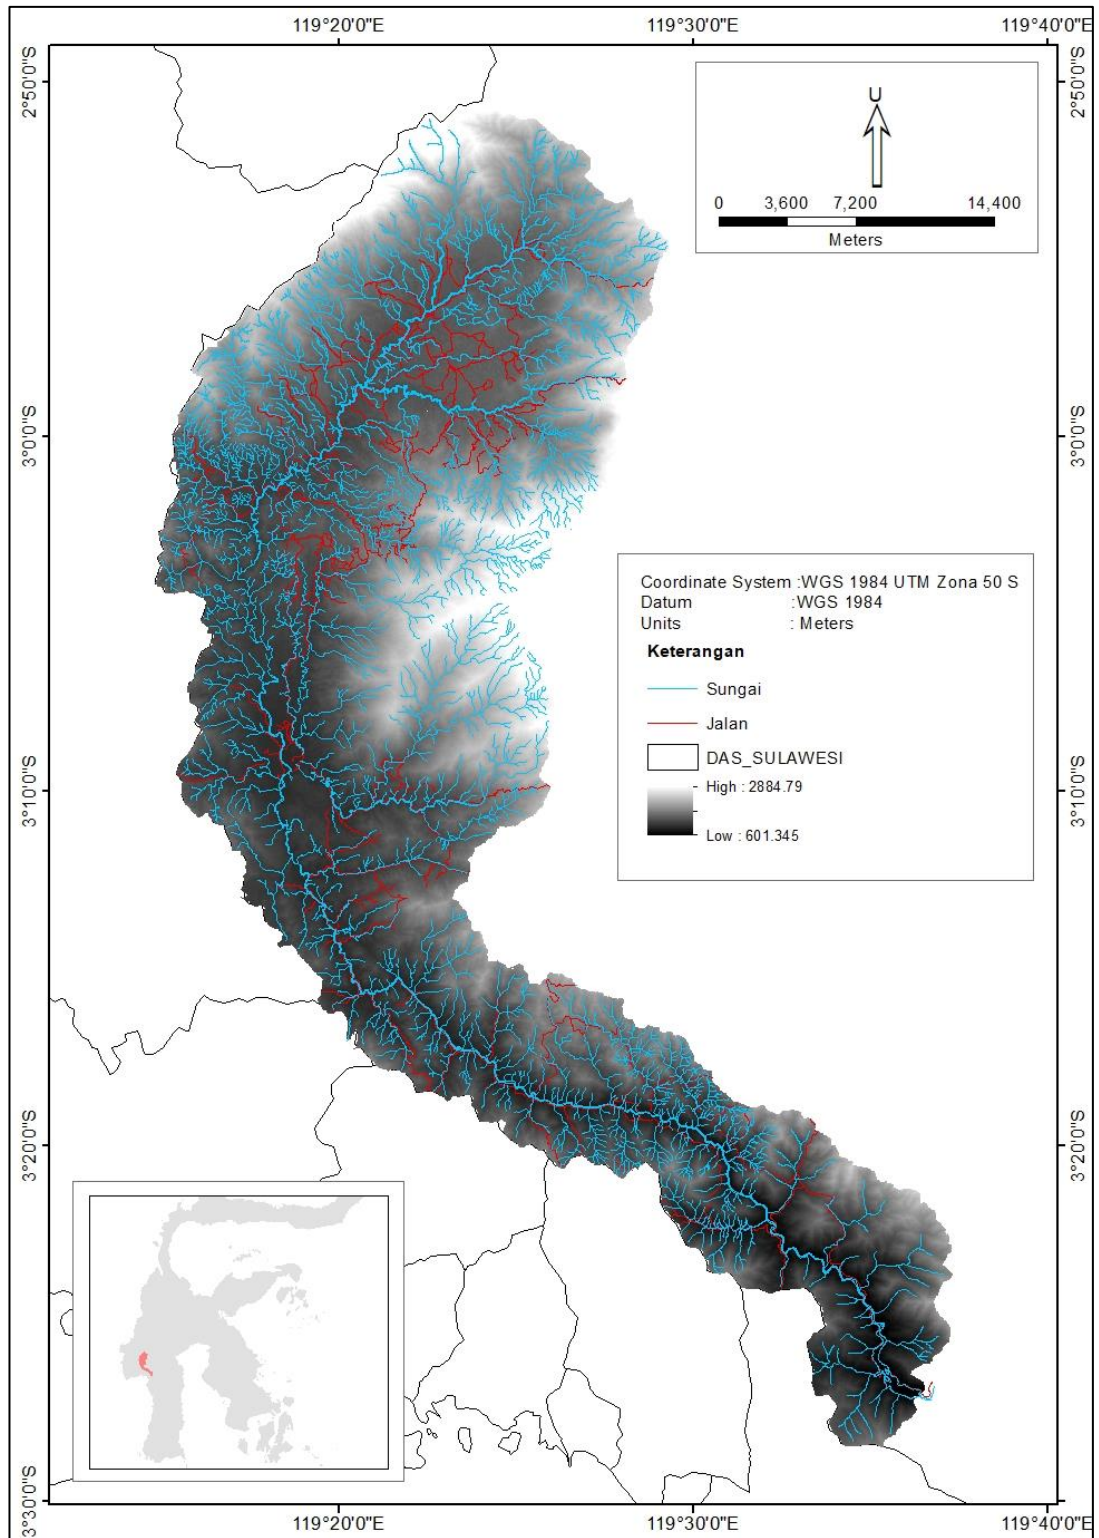 119°20'0"E 119°30'0"E 119°40'0"E
2°50'0"S 2°50'0"S
U
0 3,600 7,200 14,400
Meters
3°0'0"S 3°0'0"S
Coordinate System :WGS 1984 UTM Zona 50 S
Datum :WGS 1984
Units : Meters
Keterangan
Sungai
Jalan
DAS_SULAWESI
High : 2884.79
Low : 601.345
3°10'0"S 3°10'0"S
3°20'0"S 3°20'0"S
3°30'0"S 3°30'0"S
119°20'0"E 119°30'0"E 119°40'0"E